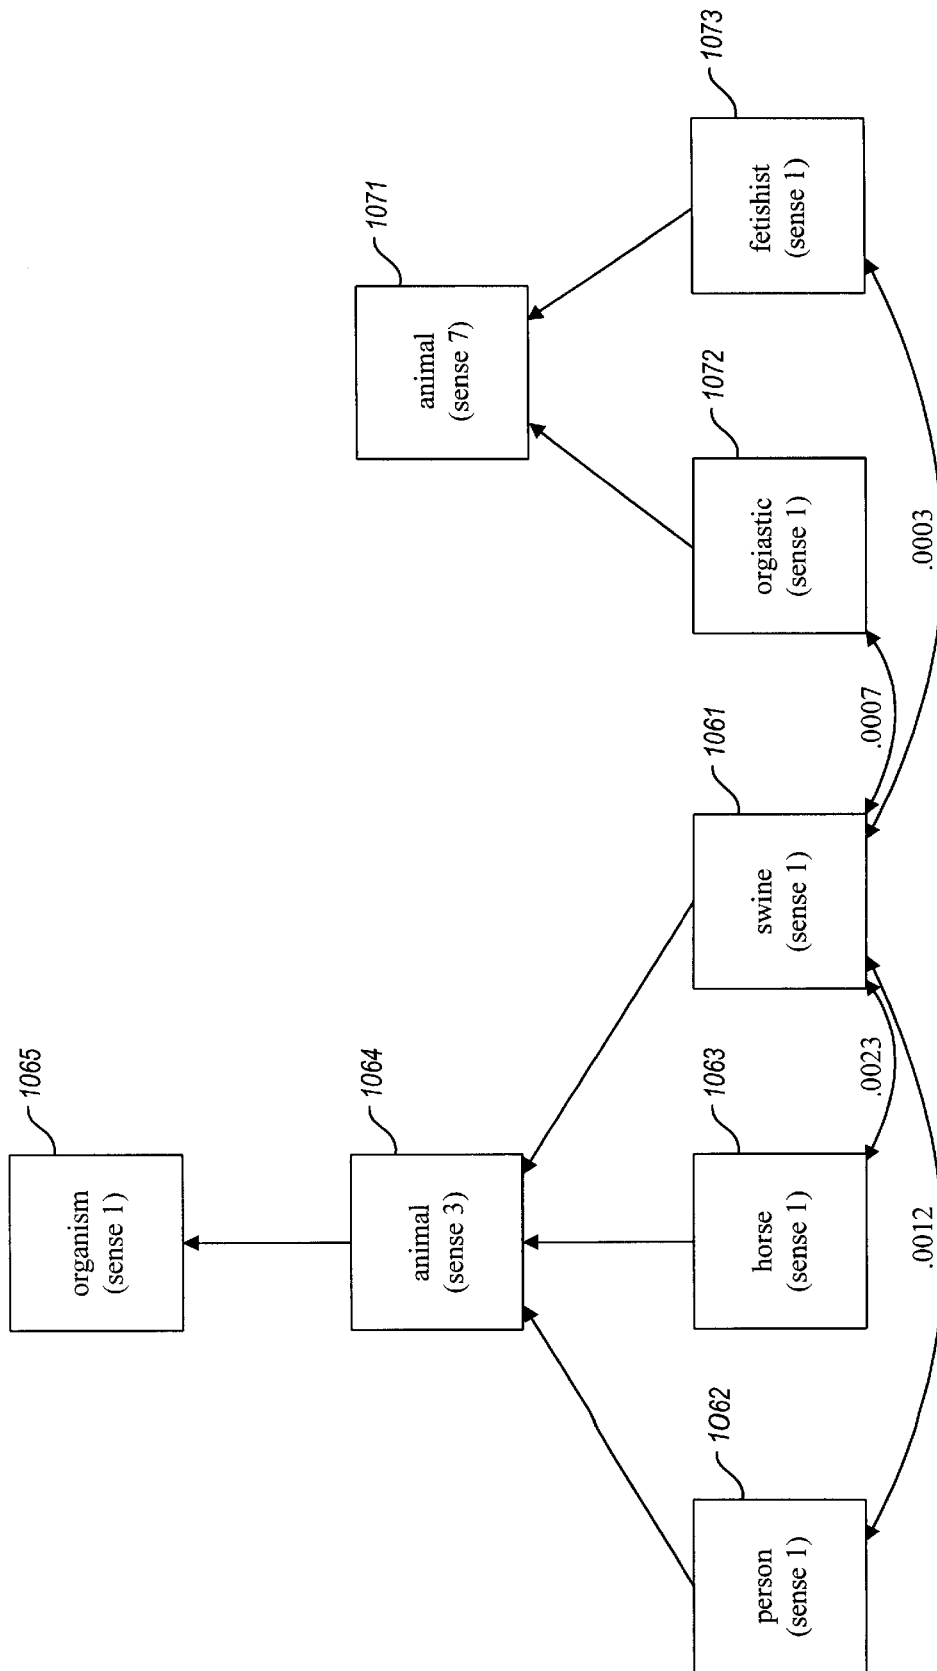 1065
organism
(sense 1)
1064
animal
(sense 3)
1071
animal
(sense 7)
1062
person
(sense 1)
1063
horse
(sense 1)
1061
swine
(sense 1)
1072
orgiastic
(sense 1)
1073
fetishist
(sense 1)
.0023
.0007
.0012
.0003